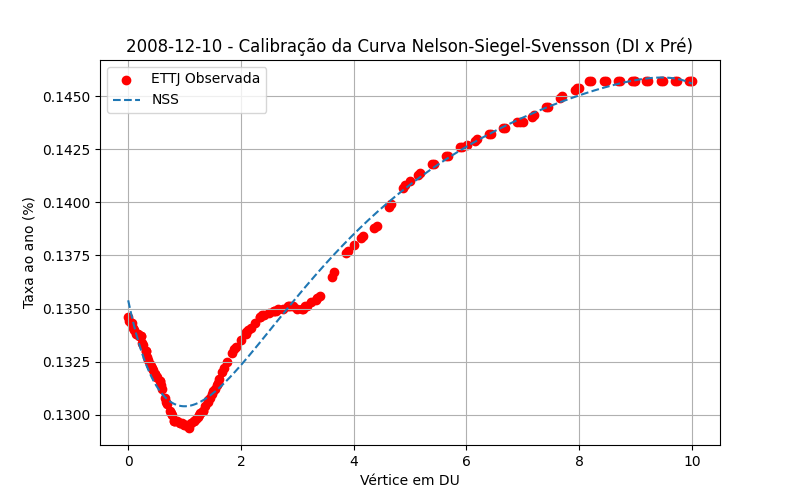 2008-12-10 - Calibração da Curva Nelson-Siegel-Svensson (DI x Pré)
ETTJ Observada
NSS
Taxa ao ano (%)
0.1450
0.1425
0.1400
0.1375
0.1350
0.1325
0.1300
0 2 4 6 8 10
Vértice em DU